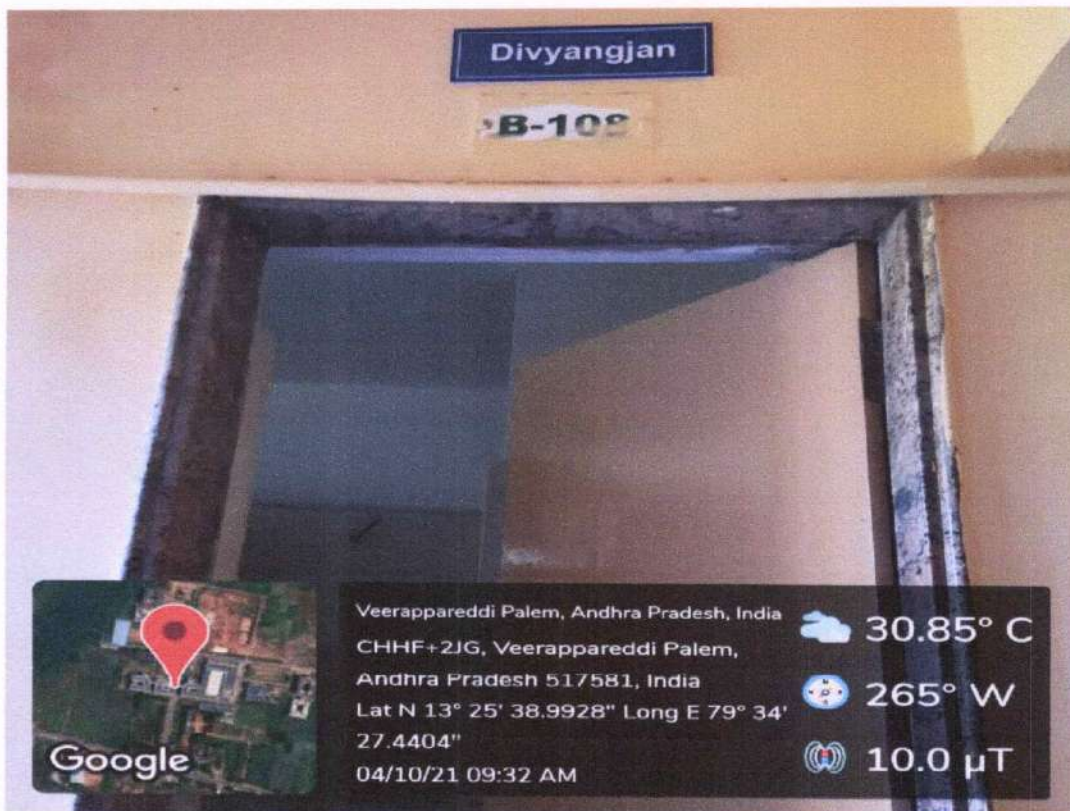 Divyangjan
B-108
Veerappareddi Palem, Andhra Pradesh, India
CHHF+2JG, Veerappareddi Palem,
Andhra Pradesh 517581, India
Lat N 13° 25' 38.9928" Long E 79° 34'
27.4404"
04/10/21 09:32 AM
30.85° C
265° W
10.0 µT
Google